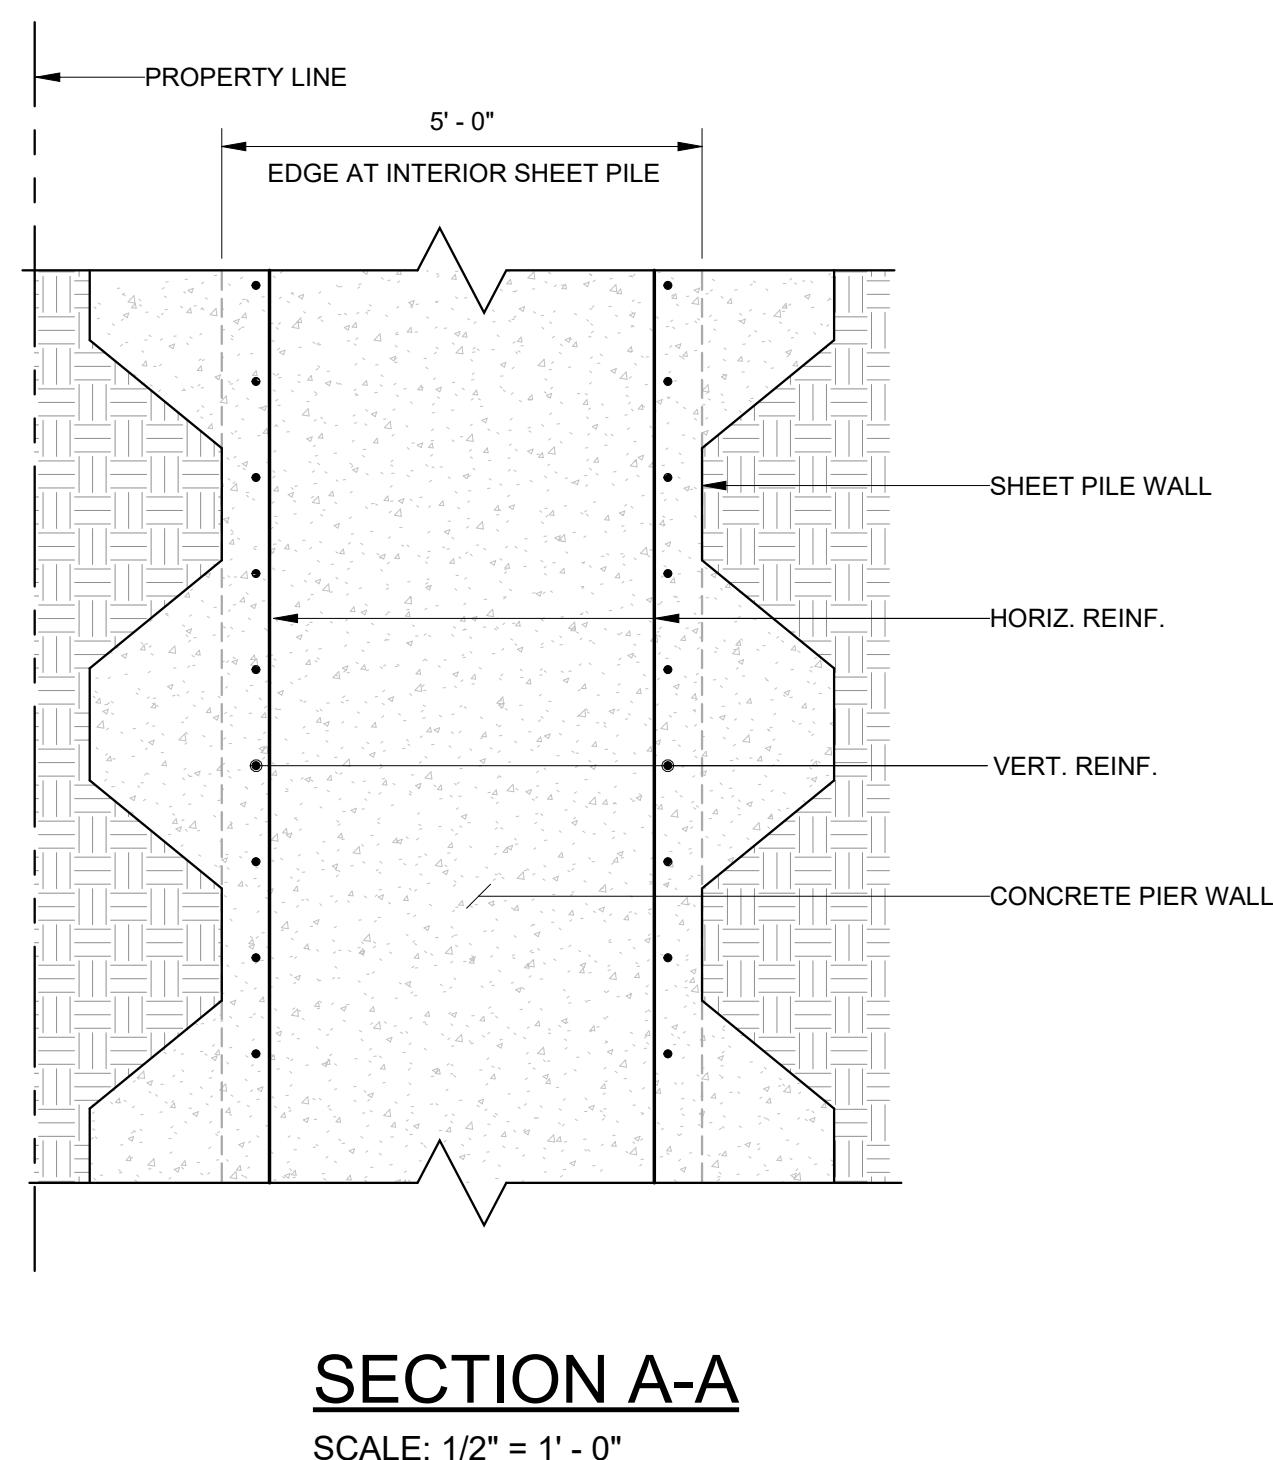 PROPERTY LINE
5' - 0"
EDGE AT INTERIOR SHEET PILE
SHEET PILE WALL
HORIZ. REINF.
VERT. REINF.
CONCRETE PIER WALL
SECTION A-A
SCALE: 1/2" = 1' - 0"